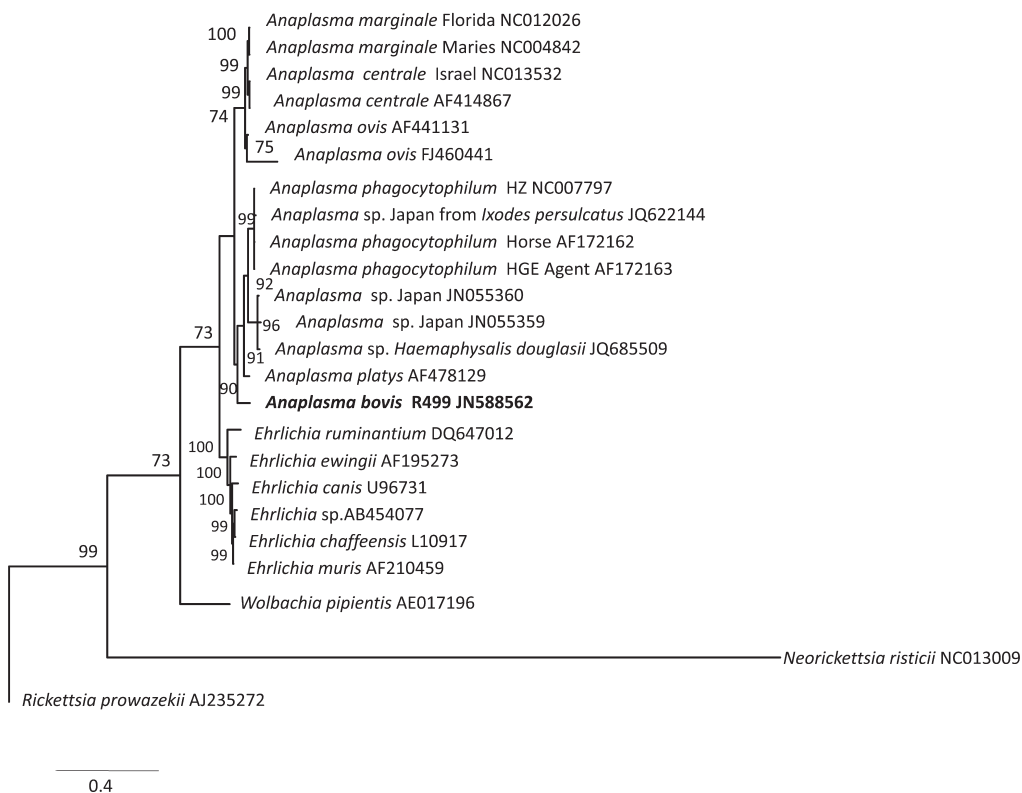 Anaplasma marginale Florida NC012026
100
Anaplasma marginale Maries NC004842
99
Anaplasma centrale Israel NC013532
99
Anaplasma centrale AF414867
74
Anaplasma ovis AF441131
75
Anaplasma ovis FJ460441
Anaplasma phagocytophilum HZ NC007797
99
Anaplasma sp. Japan from Ixodes persulcatus JQ622144
Anaplasma phagocytophilum Horse AF172162
Anaplasma phagocytophilum HGE Agent AF172163
92
Anaplasma sp. Japan JN055360
96
Anaplasma sp. Japan JN055359
73
Anaplasma sp. Haemaphysalis douglasii JQ685509
91
Anaplasma platys AF478129
90
Anaplasma bovis R499 JN588562
Ehrlichia ruminantium DQ647012
100
Ehrlichia ewingii AF195273
73
100
Ehrlichia canis U96731
100
Ehrlichia sp.AB454077
99
Ehrlichia chaffeensis L10917
99
99
Ehrlichia muris AF210459
Wolbachia pipientis AE017196
Neorickettsia risticii NC013009
Rickettsia prowazekii AJ235272
0.4